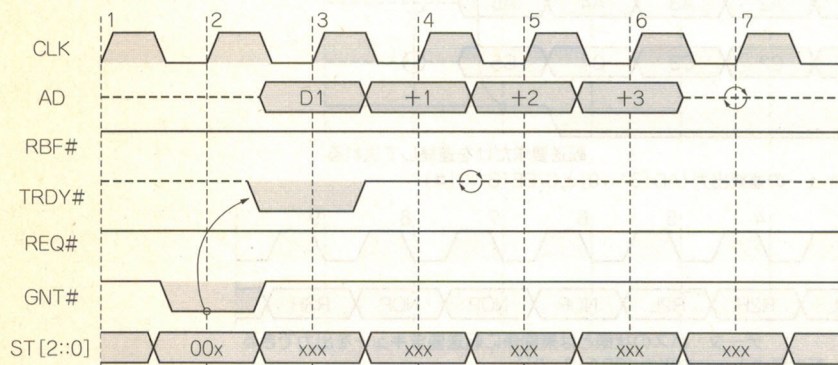 1 2 3 4 5 6 7
CLK
AD D1 +1 +2 +3
RBF#
TRDY#
REQ#
GNT#
ST[2::0] 00x xxx xxx xxx xxx xxx